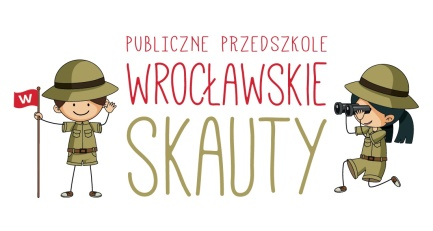 PUBLICZNE PRZEDSZKOLE
WROCŁAWSKIE
W
SKAUTY